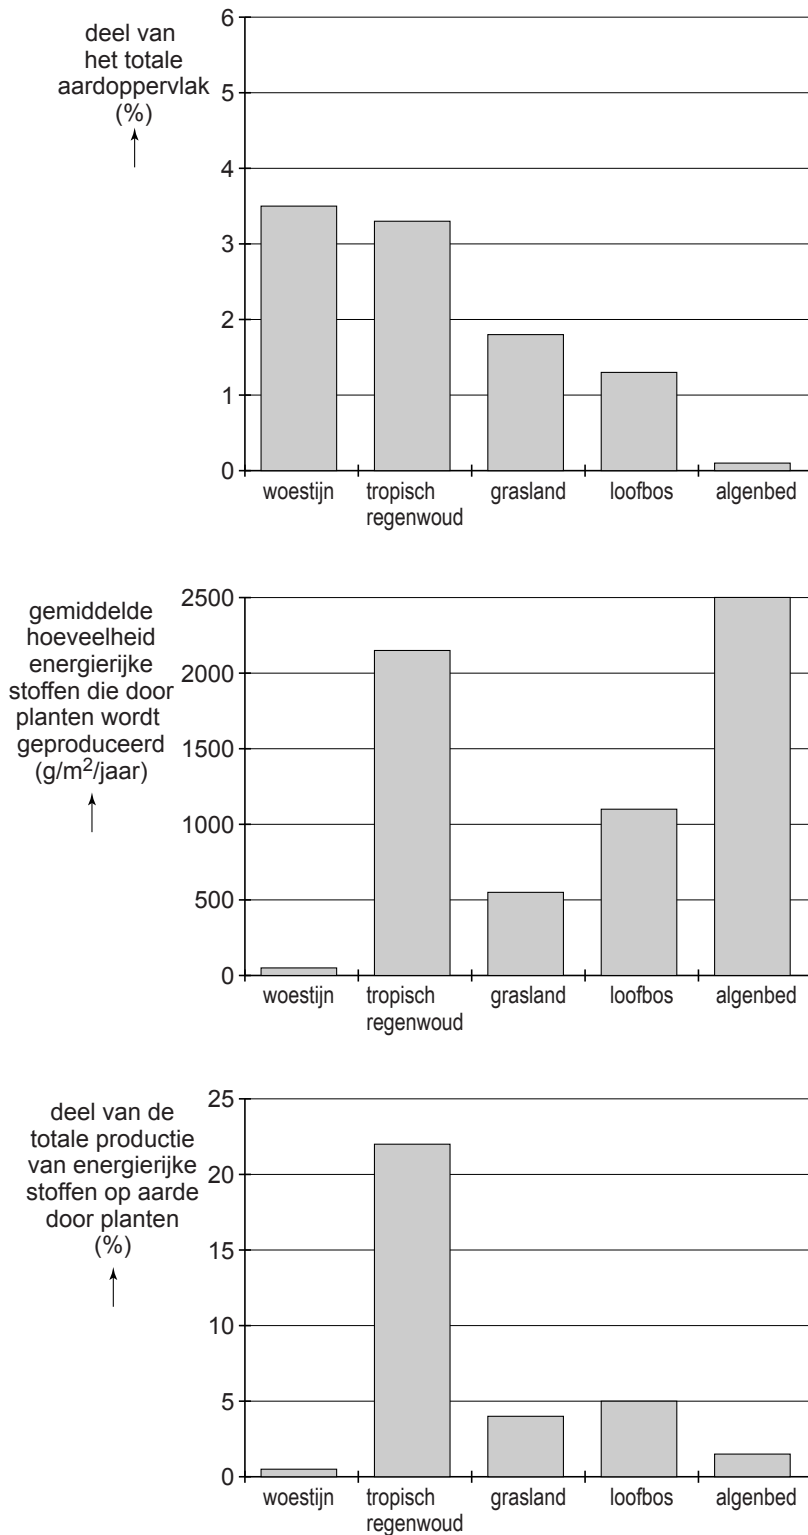 deel van
het totale
aardoppervlak
(%)
6
5
4
3
2
1
0
woestijn tropisch regenwoud grasland loofbos algenbed
gemiddelde
hoeveelheid
energierijke
stoffen die door
planten wordt
geproduceerd
(g/m²/jaar)
2500
2000
1500
1000
500
0
woestijn tropisch regenwoud grasland loofbos algenbed
deel van de
totale productie
van energierijke
stoffen op aarde
door planten
(%)
25
20
15
10
5
0
woestijn tropisch regenwoud grasland loofbos algenbed